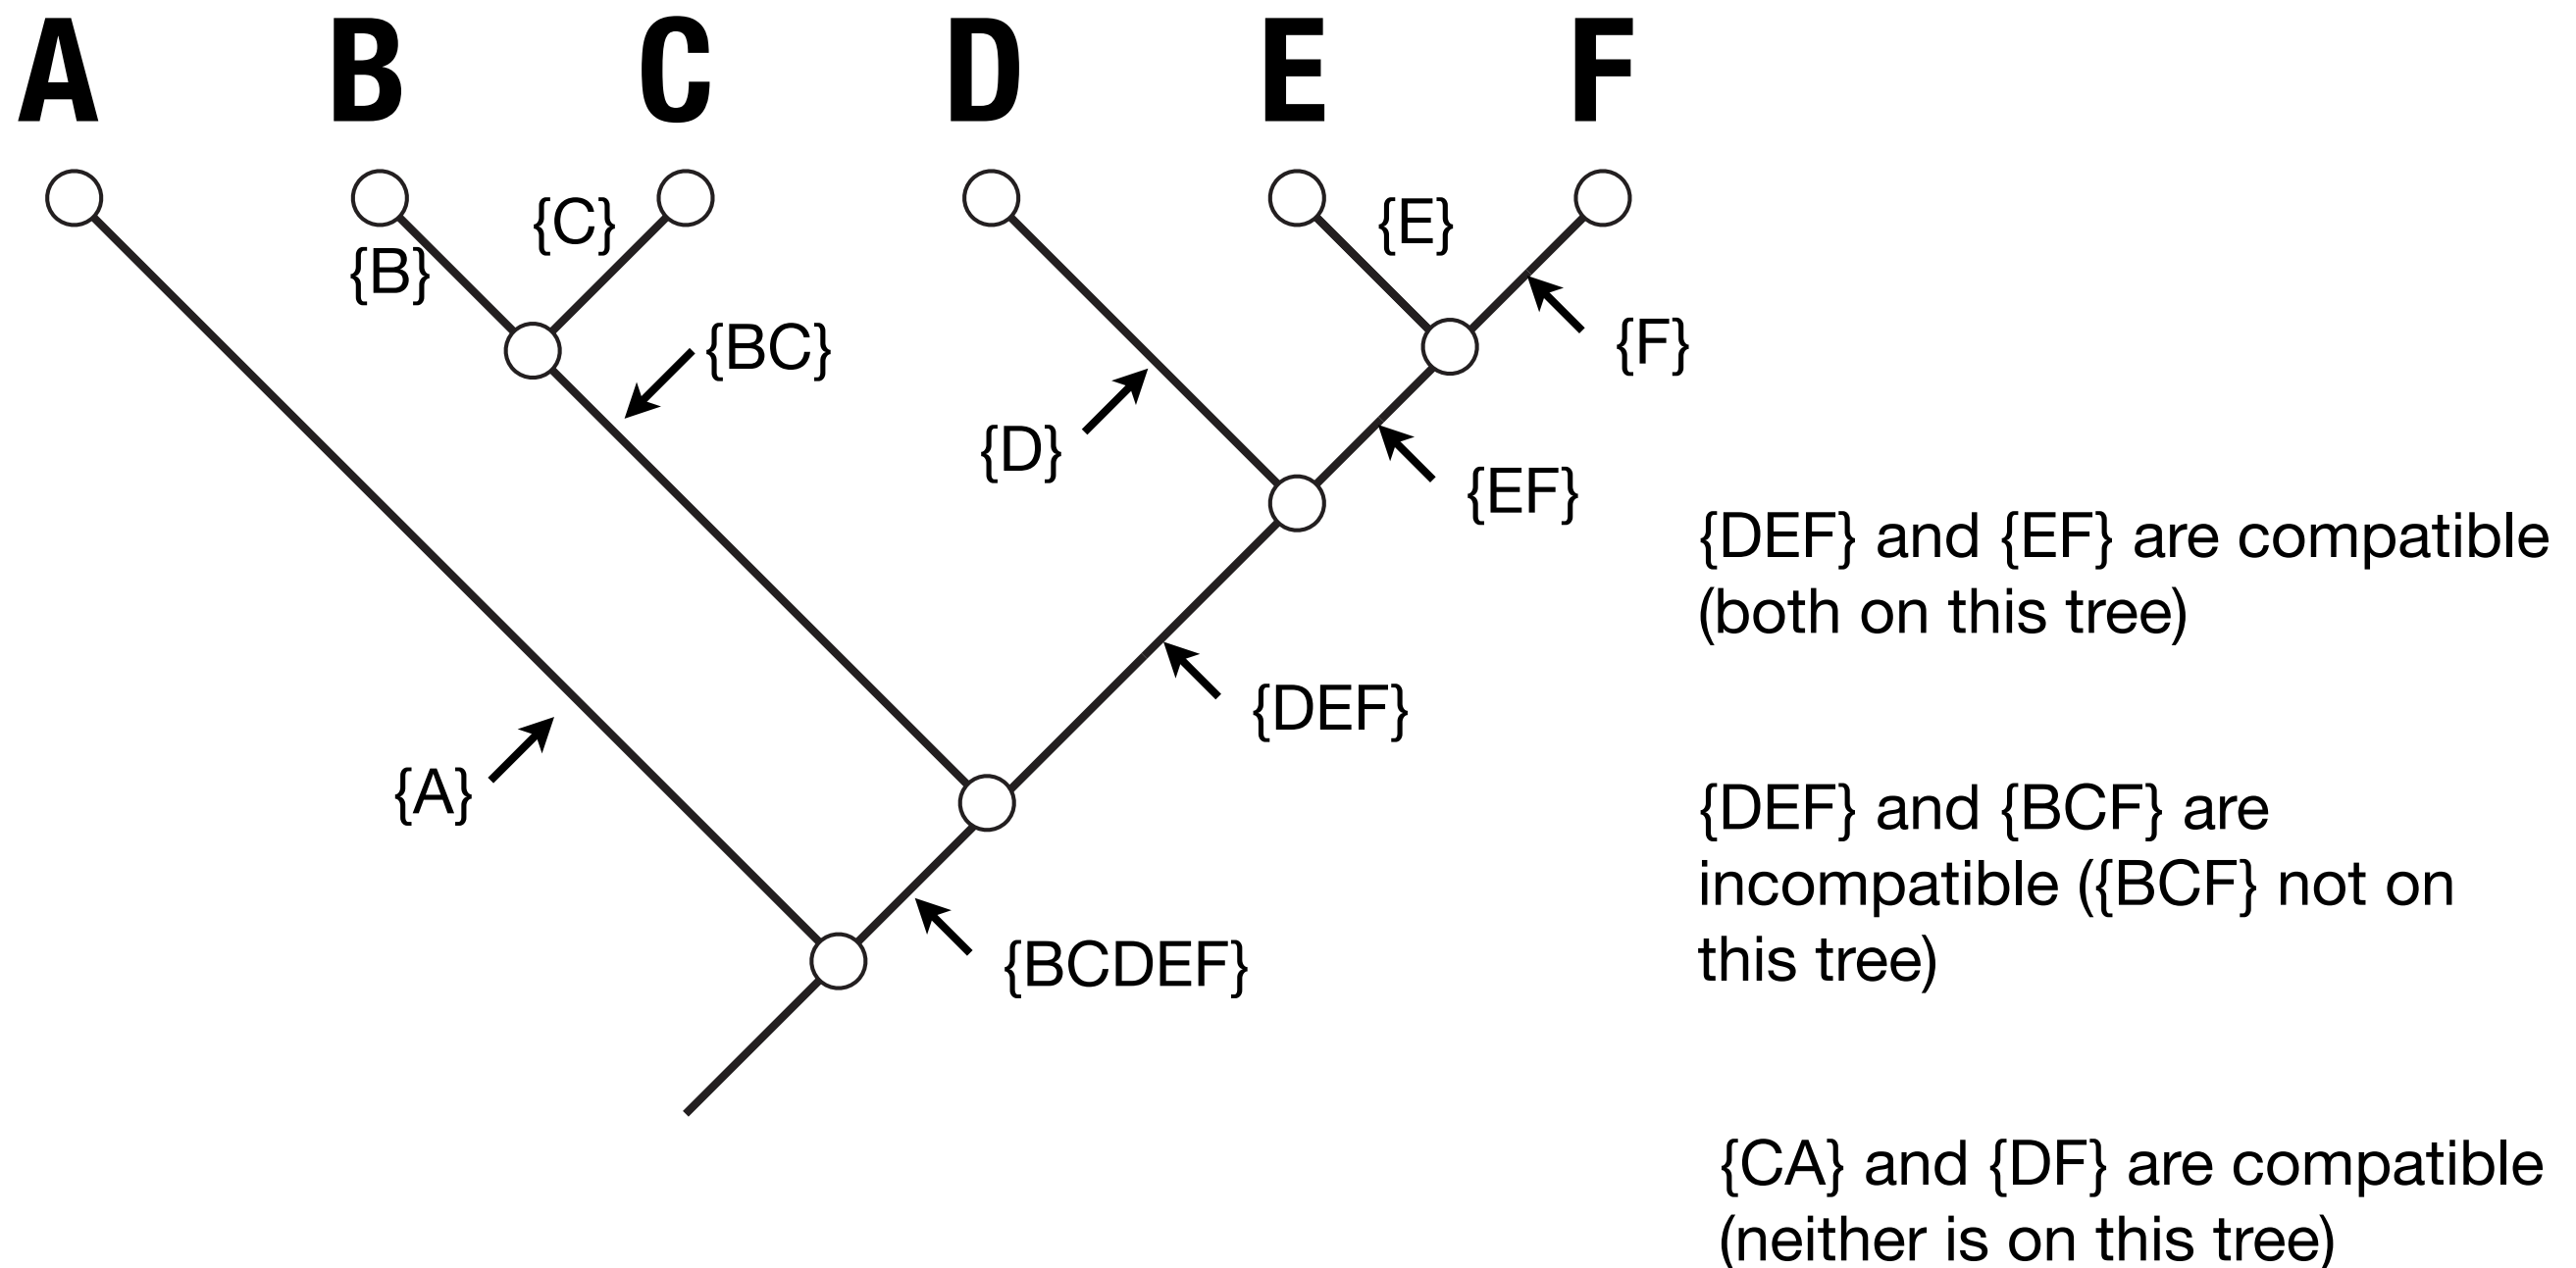 A B C D E F
{C} {E}
{B}
{BC} {F}
{D} {EF}
{DEF} and {EF} are compatible
(both on this tree)
{DEF}
{A}
{DEF} and {BCF} are
incompatible ({BCF} not on
this tree)
{BCDEF}
{CA} and {DF} are compatible
(neither is on this tree)